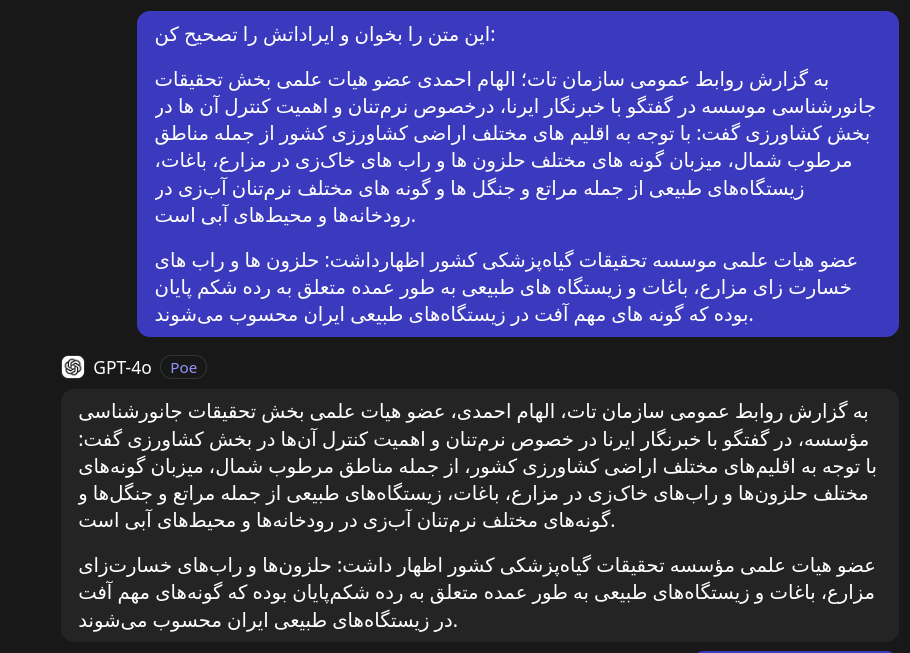 این متن را بخوان و ایراداتش را تصحیح کن:
به گزارش روابط عمومی سازمان تات؛ الهام احمدی عضو هیات علمی بخش تحقیقات
جانورشناسی موسسه در گفتگو با خبرنگار ایرنا، درخصوص نرم‌تنان و اهمیت کنترل آن ها در
بخش کشاورزی گفت: با توجه به اقلیم های مختلف اراضی کشاورزی کشور از جمله مناطق
مرطوب شمال، میزبان گونه های مختلف حلزون ها و راب های خاک‌زی در مزارع، باغات،
زیستگاه‌های طبیعی از جمله مراتع و جنگل ها و گونه های مختلف نرم‌تنان آب‌زی در
رودخانه‌ها و محیط‌های آبی است.
عضو هیات علمی موسسه تحقیقات گیاه‌پزشکی کشور اظهارداشت: حلزون ها و راب های
خسارت زای مزارع، باغات و زیستگاه های طبیعی به طور عمده متعلق به رده شکم پایان
بوده که گونه های مهم آفت در زیستگاه‌های طبیعی ایران محسوب می‌شوند.
GPT-4o Poe
به گزارش روابط عمومی سازمان تات، الهام احمدی، عضو هیات علمی بخش تحقیقات جانورشناسی
مؤسسه، در گفتگو با خبرنگار ایرنا در خصوص نرم‌تنان و اهمیت کنترل آن‌ها در بخش کشاورزی گفت:
با توجه به اقلیم‌های مختلف اراضی کشاورزی کشور، از جمله مناطق مرطوب شمال، میزبان گونه‌های
مختلف حلزون‌ها و راب‌های خاک‌زی در مزارع، باغات، زیستگاه‌های طبیعی از جمله مراتع و جنگل‌ها و
گونه‌های مختلف نرم‌تنان آب‌زی در رودخانه‌ها و محیط‌های آبی است.
عضو هیات علمی مؤسسه تحقیقات گیاه‌پزشکی کشور اظهار داشت: حلزون‌ها و راب‌های خسارت‌زای
مزارع، باغات و زیستگاه‌های طبیعی به طور عمده متعلق به رده شکم‌پایان بوده که گونه‌های مهم آفت
در زیستگاه‌های طبیعی ایران محسوب می‌شوند.